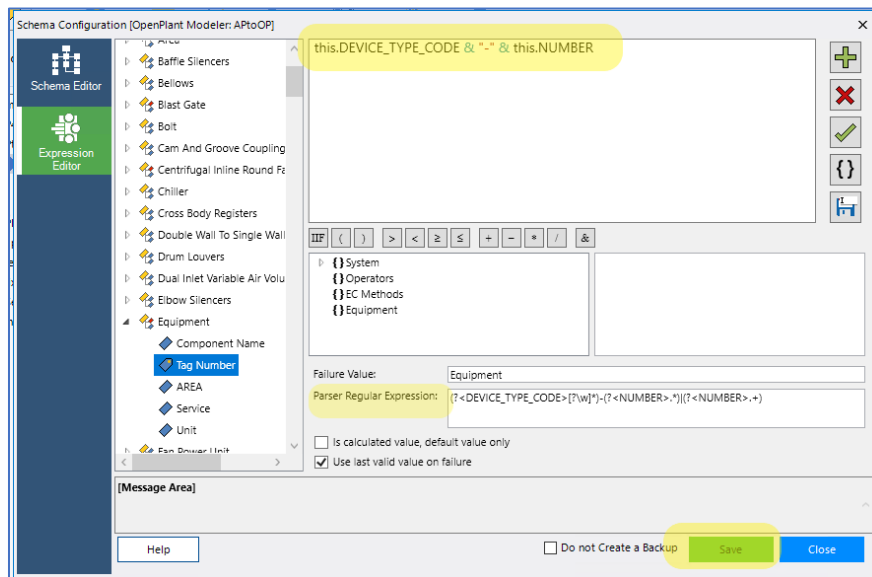 Schema Configuration [OpenPlant Modeler: APtoOP]
Schema Editor
Expression
Editor
Area
Baffle Silencers
Bellows
Blast Gate
Bolt
Cam And Groove Coupling
Centrifugal Inline Round Fa
Chiller
Cross Body Registers
Double Wall To Single Wall
Drum Louvers
Dual Inlet Variable Air Volu
Elbow Silencers
Equipment
Component Name
Tag Number
AREA
Service
Unit
Fan Power Unit
this.DEVICE_TYPE_CODE & "-" & this.NUMBER
{ }
IIF ( ) > < ≥ ≤ + − * / &
{ } System
{ } Operators
{ } EC Methods
{ } Equipment
Failure Value: Equipment
Parser Regular Expression: (?<DEVICE_TYPE_CODE>[?\w]*)-(?<NUMBER>.*)|(?<NUMBER>.+)
Is calculated value, default value only
Use last valid value on failure
[Message Area]
Help
Do not Create a Backup
Save
Close